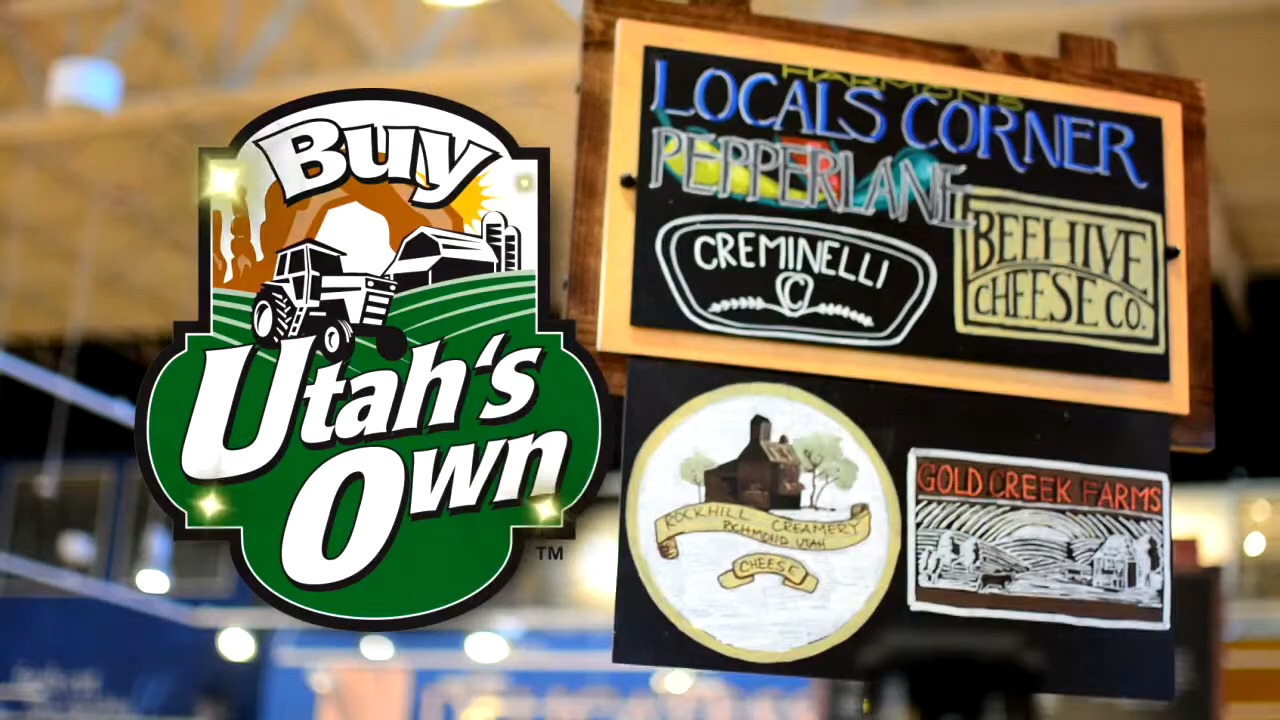 Buy
Utah's
Own
TM
HARMON'S
LOCALS CORNER
PEPPERLANE
CREMINELLI
C
BEEHIVE
CHEESE CO.
ROCKHILL CREAMERY
RICHMOND UTAH
CHEESE
GOLD CREEK FARMS